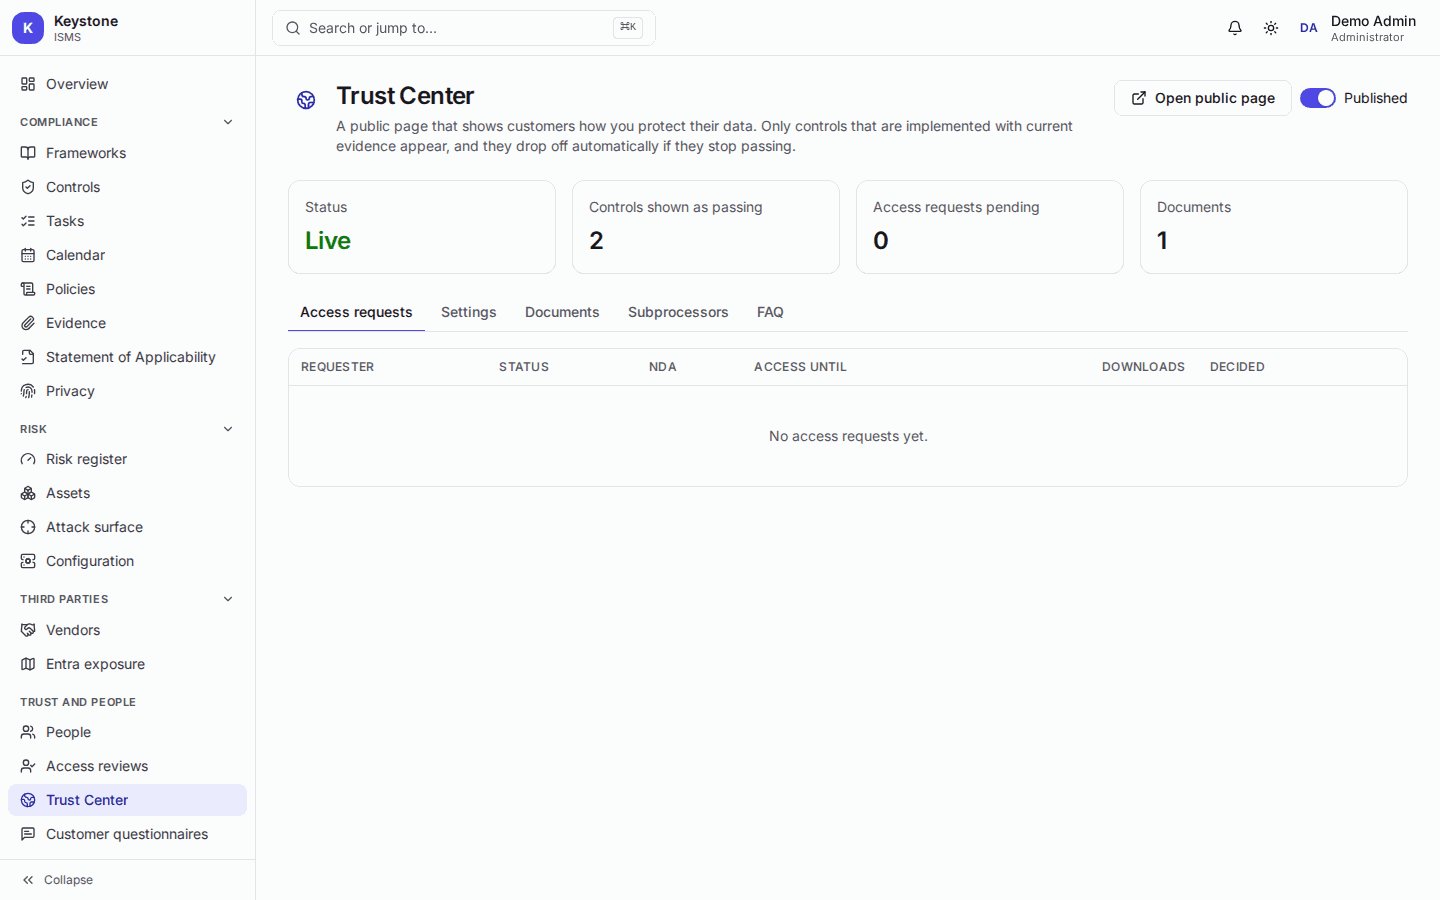 K
Keystone
ISMS
Search or jump to...
⌘K
DA
Demo Admin
Administrator
Overview
COMPLIANCE
Frameworks
Controls
Tasks
Calendar
Policies
Evidence
Statement of Applicability
Privacy
RISK
Risk register
Assets
Attack surface
Configuration
THIRD PARTIES
Vendors
Entra exposure
TRUST AND PEOPLE
People
Access reviews
Trust Center
Customer questionnaires
Collapse
Trust Center
A public page that shows customers how you protect their data. Only controls that are implemented with current
evidence appear, and they drop off automatically if they stop passing.
Open public page
Published
Status
Live
Controls shown as passing
2
Access requests pending
0
Documents
1
Access requests Settings Documents Subprocessors FAQ
REQUESTER STATUS NDA ACCESS UNTIL DOWNLOADS DECIDED
No access requests yet.